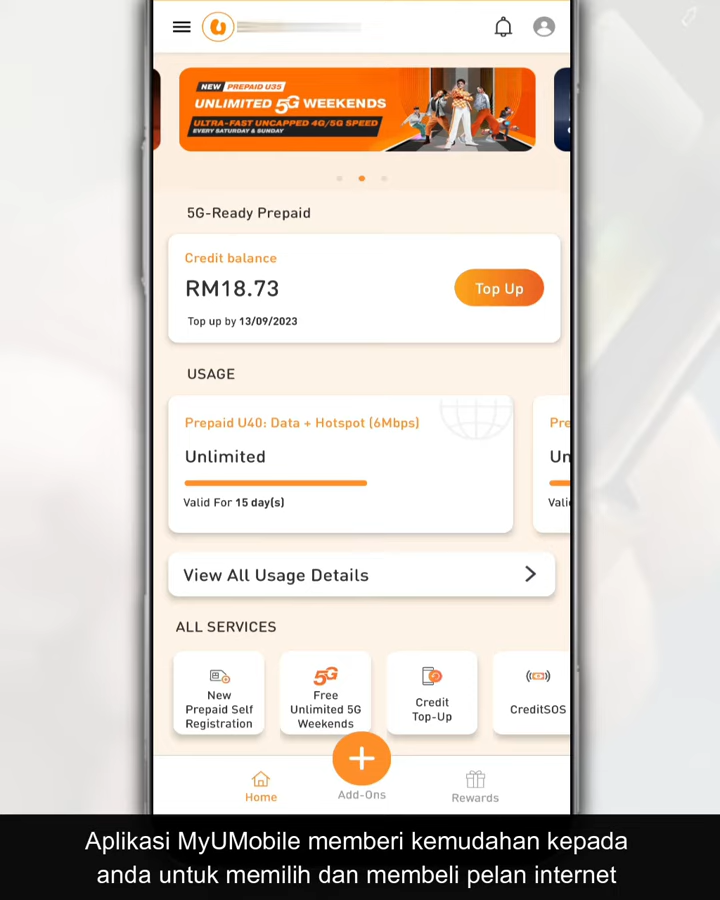 NEW PREPAID U35
UNLIMITED 5G WEEKENDS
ULTRA-FAST UNCAPPED 4G/5G SPEED
EVERY SATURDAY & SUNDAY
5G-Ready Prepaid
Credit balance
RM18.73
Top Up
Top up by 13/09/2023
USAGE
Prepaid U40: Data + Hotspot (6Mbps)
Unlimited
Valid For 15 day(s)
Pre
Un
Vali
View All Usage Details
ALL SERVICES
New
Prepaid Self
Registration
5G
Free
Unlimited 5G
Weekends
Credit
Top-Up
CreditSOS
Home
Add-Ons
Rewards
Aplikasi MyUMobile memberi kemudahan kepada
anda untuk memilih dan membeli pelan internet